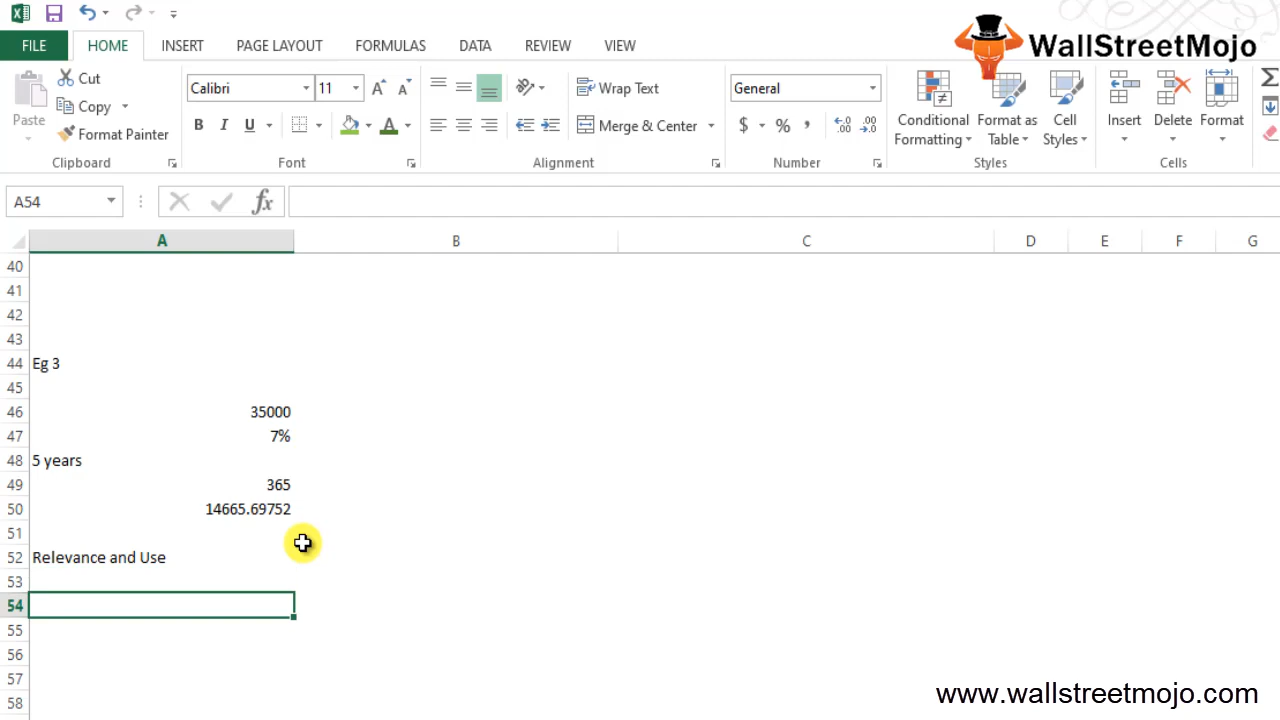 FILE HOME INSERT PAGE LAYOUT FORMULAS DATA REVIEW VIEW
WallStreetMojo
Paste
Cut
Copy
Format Painter
Clipboard
Calibri 11
B I U
Font
Wrap Text
Merge & Center
Alignment
General
$ % ,
Number
Conditional Formatting
Format as Table
Cell Styles
Styles
Insert
Delete
Format
Cells
A54
fx
A B C D E F G
40
41
42
43
44 Eg 3
45
46 35000
47 7%
48 5 years
49 365
50 14665.69752
51
52 Relevance and Use
53
54
55
56
57
58
www.wallstreetmojo.com